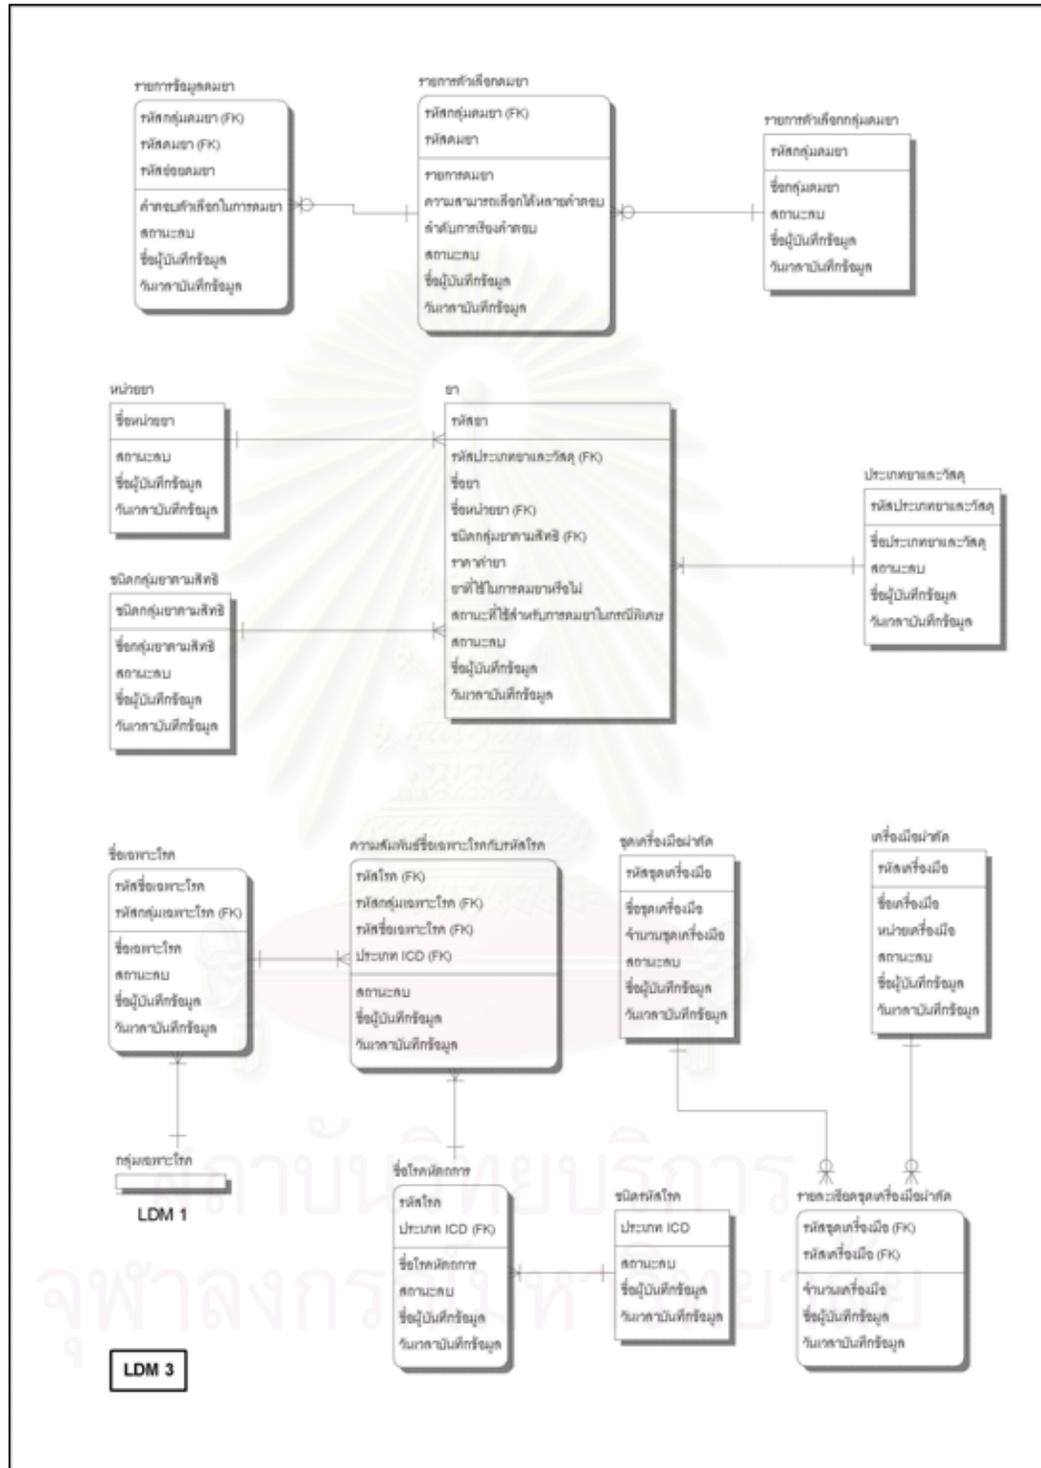 รายการข้อมูลดมยา
รหัสกลุ่มดมยา (FK)
รหัสดมยา (FK)
รหัสย่อยดมยา
คำตอบตัวเลือกในการดมยา
สถานะลบ
ชื่อผู้บันทึกข้อมูล
วันเวลาบันทึกข้อมูล
รายการตัวเลือกดมยา
รหัสกลุ่มดมยา (FK)
รหัสดมยา
รายการดมยา
ความสามารถเลือกได้หลายคำตอบ
ลำดับการเรียงคำตอบ
สถานะลบ
ชื่อผู้บันทึกข้อมูล
วันเวลาบันทึกข้อมูล
รายการตัวเลือกกลุ่มดมยา
รหัสกลุ่มดมยา
ชื่อกลุ่มดมยา
สถานะลบ
ชื่อผู้บันทึกข้อมูล
วันเวลาบันทึกข้อมูล
หน่วยยา
ชื่อหน่วยยา
สถานะลบ
ชื่อผู้บันทึกข้อมูล
วันเวลาบันทึกข้อมูล
ยา
รหัสยา
รหัสประเภทยาและวัสดุ (FK)
ชื่อยา
ชื่อหน่วยยา (FK)
ชนิดกลุ่มยาตามสิทธิ (FK)
ราคาค่ายา
ยาที่ใช้ในการดมยาหรือไม่
สถานะที่ใช้สำหรับการดมยาในกรณีพิเศษ
สถานะลบ
ชื่อผู้บันทึกข้อมูล
วันเวลาบันทึกข้อมูล
ประเภทยาและวัสดุ
รหัสประเภทยาและวัสดุ
ชื่อประเภทยาและวัสดุ
สถานะลบ
ชื่อผู้บันทึกข้อมูล
วันเวลาบันทึกข้อมูล
ชนิดกลุ่มยาตามสิทธิ
ชนิดกลุ่มยาตามสิทธิ
ชื่อกลุ่มยาตามสิทธิ
สถานะลบ
ชื่อผู้บันทึกข้อมูล
วันเวลาบันทึกข้อมูล
ชื่อเฉพาะโรค
รหัสชื่อเฉพาะโรค
รหัสกลุ่มเฉพาะโรค (FK)
ชื่อเฉพาะโรค
สถานะลบ
ชื่อผู้บันทึกข้อมูล
วันเวลาบันทึกข้อมูล
ความสัมพันธ์ชื่อเฉพาะโรคกับรหัสโรค
รหัสโรค (FK)
รหัสกลุ่มเฉพาะโรค (FK)
รหัสชื่อเฉพาะโรค (FK)
ประเภท ICD (FK)
สถานะลบ
ชื่อผู้บันทึกข้อมูล
วันเวลาบันทึกข้อมูล
ชุดเครื่องมือผ่าตัด
รหัสชุดเครื่องมือ
ชื่อชุดเครื่องมือ
จำนวนชุดเครื่องมือ
สถานะลบ
ชื่อผู้บันทึกข้อมูล
วันเวลาบันทึกข้อมูล
เครื่องมือผ่าตัด
รหัสเครื่องมือ
ชื่อเครื่องมือ
หน่วยเครื่องมือ
สถานะลบ
ชื่อผู้บันทึกข้อมูล
วันเวลาบันทึกข้อมูล
กลุ่มเฉพาะโรค
LDM 1
ชื่อโรคหัตถการ
รหัสโรค
ประเภท ICD (FK)
ชื่อโรคหัตถการ
สถานะลบ
ชื่อผู้บันทึกข้อมูล
วันเวลาบันทึกข้อมูล
ชนิดรหัสโรค
ประเภท ICD
สถานะลบ
ชื่อผู้บันทึกข้อมูล
วันเวลาบันทึกข้อมูล
รายละเอียดชุดเครื่องมือผ่าตัด
รหัสชุดเครื่องมือ (FK)
รหัสเครื่องมือ (FK)
จำนวนเครื่องมือ
ชื่อผู้บันทึกข้อมูล
วันเวลาบันทึกข้อมูล
สถาบันวิทยบริการ
จุฬาลงกรณ์มหาวิทยาลัย
LDM 3